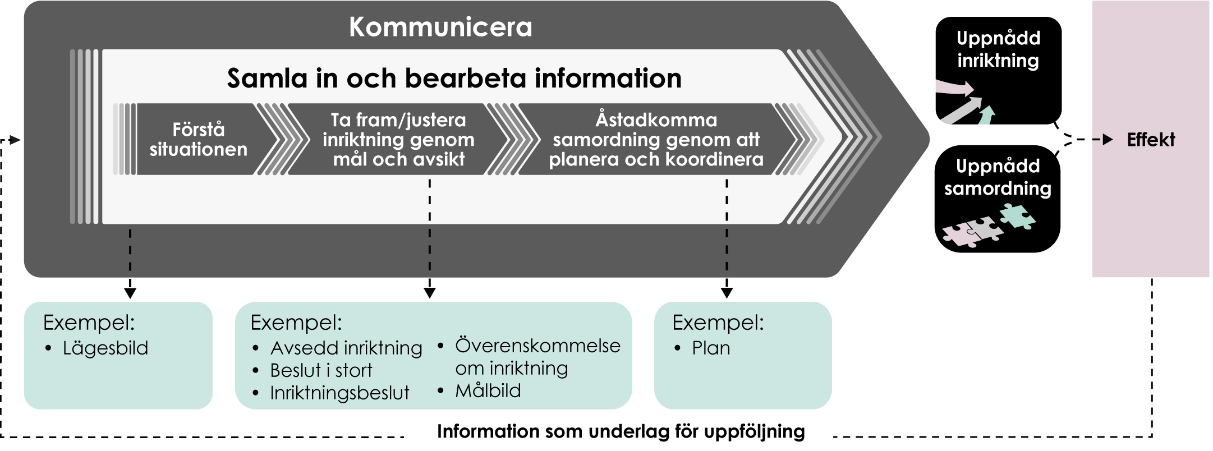 Kommunicera
Samla in och bearbeta information
Förstå
situationen
Ta fram/justera
inriktning genom
mål och avsikt
Åstadkomma
samordning genom att
planera och koordinera
Uppnådd
inriktning
Uppnådd
samordning
Effekt
Exempel:
• Lägesbild
Exempel:
• Avsedd inriktning
• Beslut i stort
• Inriktningsbeslut
• Överenskommelse
om inriktning
• Målbild
Exempel:
• Plan
Information som underlag för uppföljning